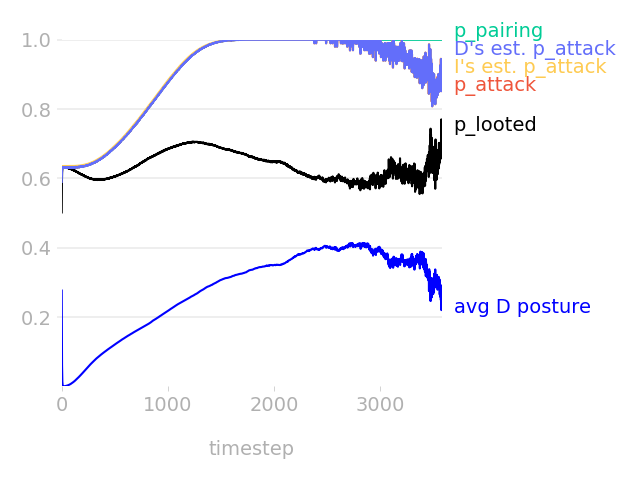 1.0
0.8
0.6
0.4
0.2
0
1000
2000
3000
timestep
p_pairing
D's est. p_attack
I's est. p_attack
p_attack
p_looted
avg D posture